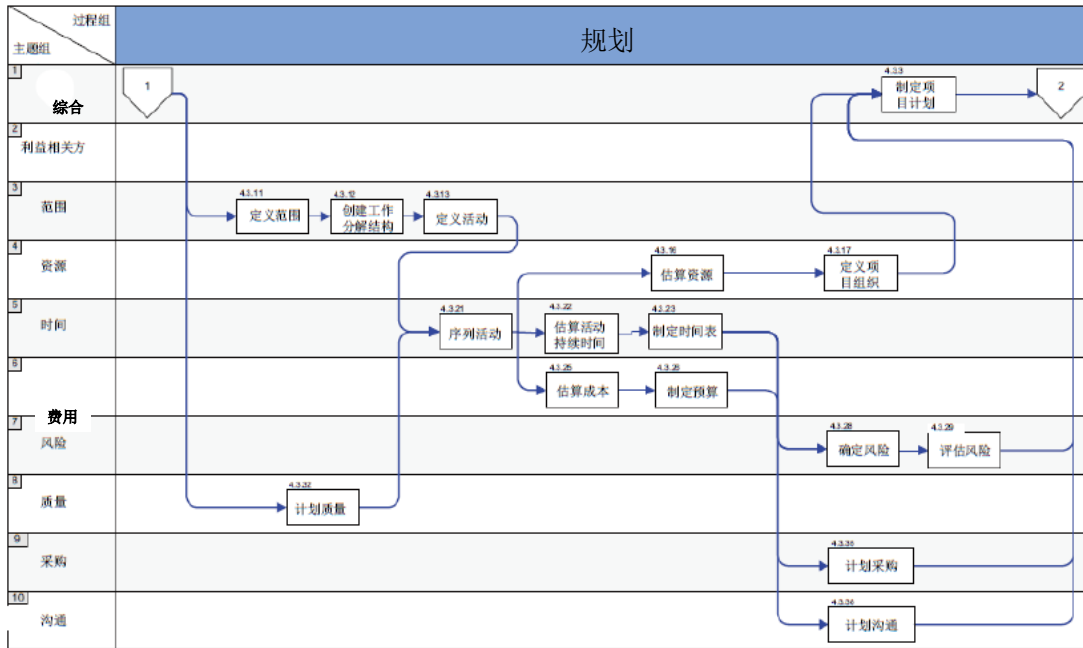 过程组
主题组
规划
1
综合
1
4.3.3
制定项
目计划
2
2
利益相关方
3
范围
4.3.11
定义范围
4.3.12
创建工作
分解结构
4.3.13
定义活动
4
资源
4.3.16
估算资源
4.3.17
定义项
目组织
5
时间
4.3.21
序列活动
4.3.22
估算活动
持续时间
4.3.23
制定时间表
6
费用
4.3.25
估算成本
4.3.26
制定预算
7
风险
4.3.28
确定风险
4.3.29
评估风险
8
质量
4.3.32
计划质量
9
采购
4.3.35
计划采购
10
沟通
4.3.38
计划沟通